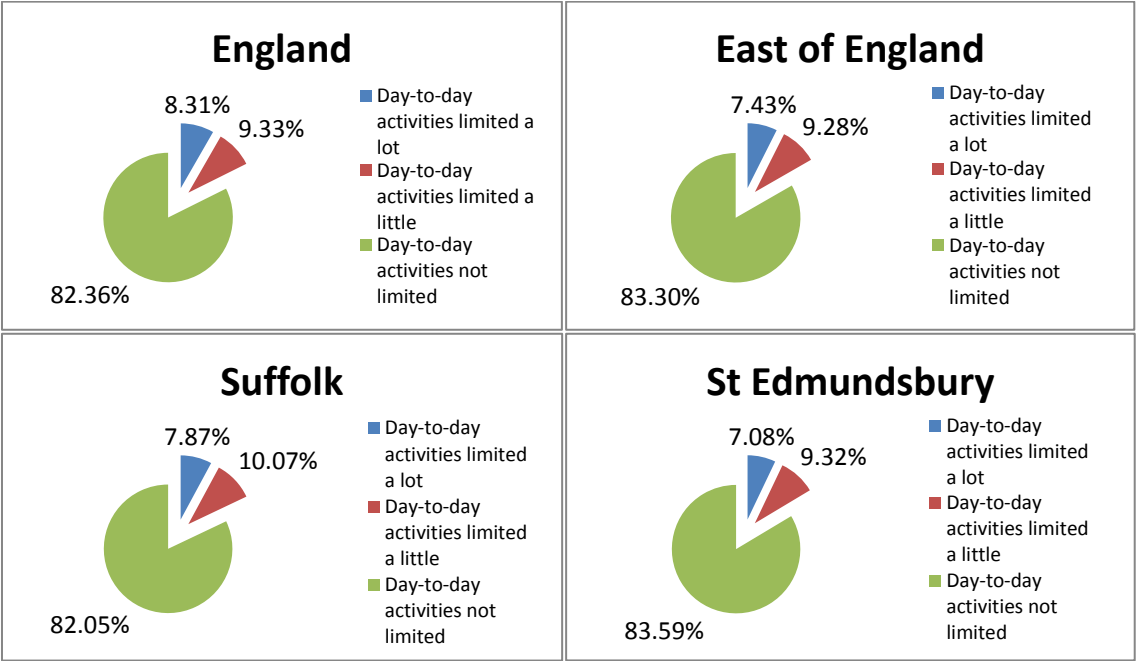 England
8.31%
9.33%
82.36%
Day-to-day
activities limited a
lot
Day-to-day
activities limited a
little
Day-to-day
activities not
limited
East of England
7.43%
9.28%
83.30%
Day-to-day
activities limited
a lot
Day-to-day
activities limited
a little
Day-to-day
activities not
limited
Suffolk
7.87%
10.07%
82.05%
Day-to-day
activities limited
a lot
Day-to-day
activities limited
a little
Day-to-day
activities not
limited
St Edmundsbury
7.08%
9.32%
83.59%
Day-to-day
activities limited
a lot
Day-to-day
activities limited
a little
Day-to-day
activities not
limited